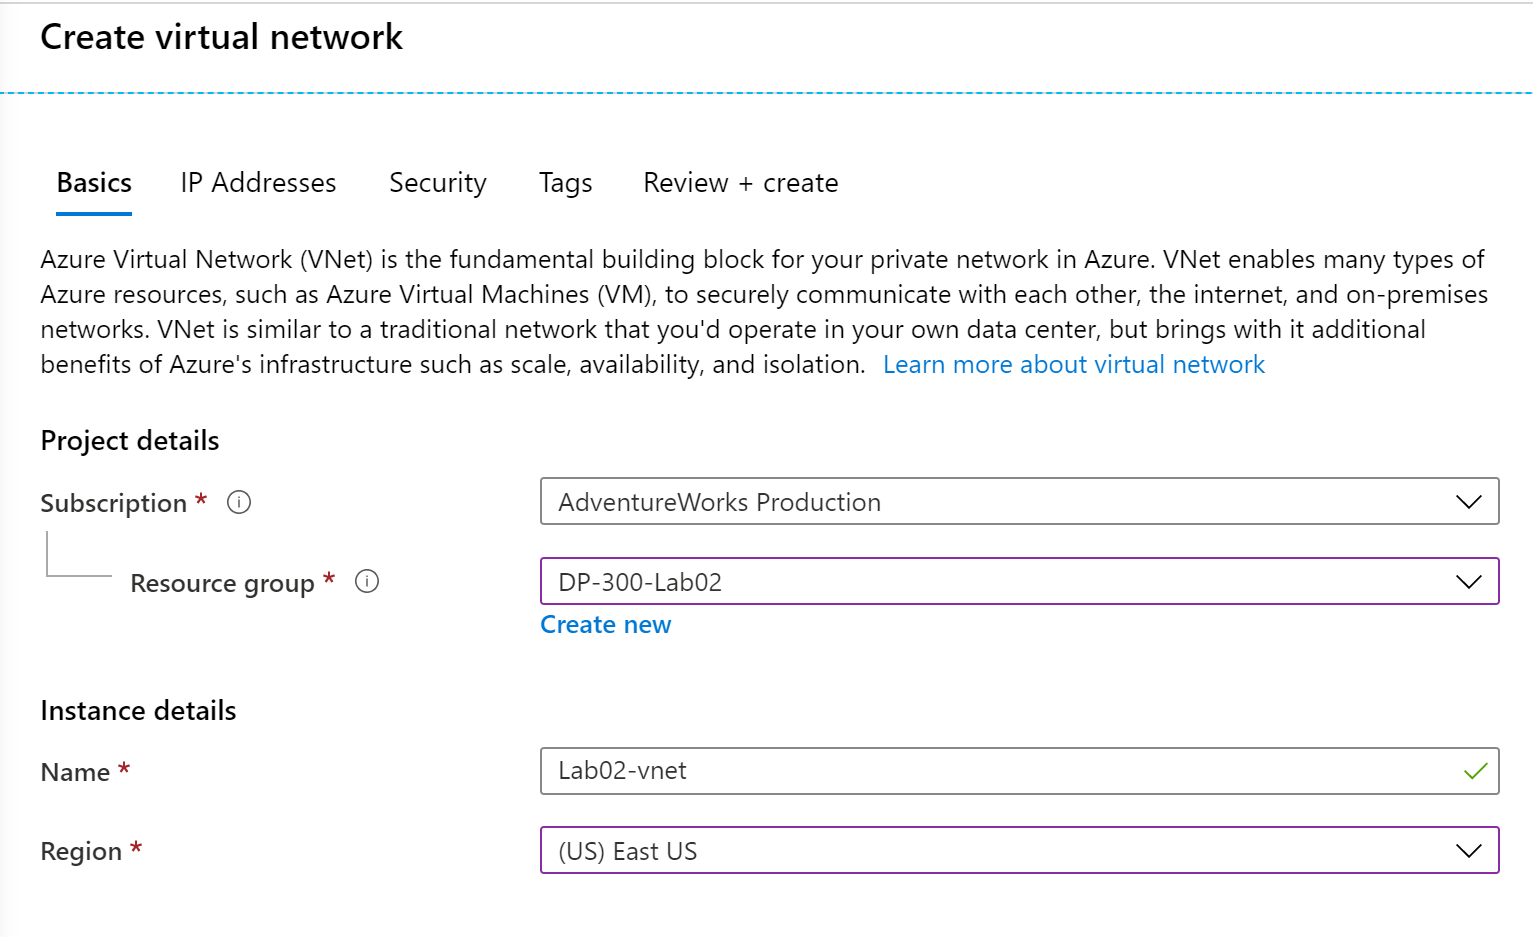 Create virtual network
Basics IP Addresses Security Tags Review + create
Azure Virtual Network (VNet) is the fundamental building block for your private network in Azure. VNet enables many types of
Azure resources, such as Azure Virtual Machines (VM), to securely communicate with each other, the internet, and on-premises
networks. VNet is similar to a traditional network that you'd operate in your own data center, but brings with it additional
benefits of Azure's infrastructure such as scale, availability, and isolation. Learn more about virtual network
Project details
Subscription * AdventureWorks Production
Resource group * DP-300-Lab02
Create new
Instance details
Name * Lab02-vnet
Region * (US) East US